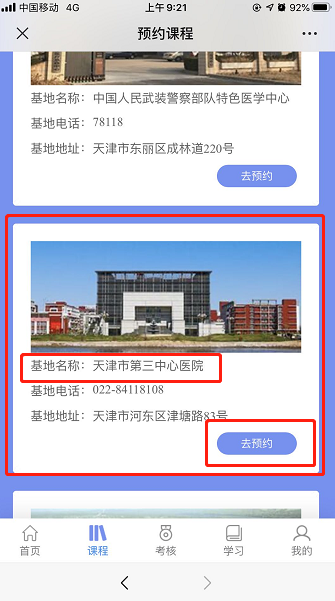 中国移动 4G 上午 9:21 92%
预约课程
基地名称：中国人民武装警察部队特色医学中心
基地电话：78118
基地地址：天津市东丽区成林道220号
去预约
基地名称：天津市第三中心医院
基地电话：022-84118108
基地地址：天津市河东区津塘路83号
去预约
首页 课程 考核 学习 我的